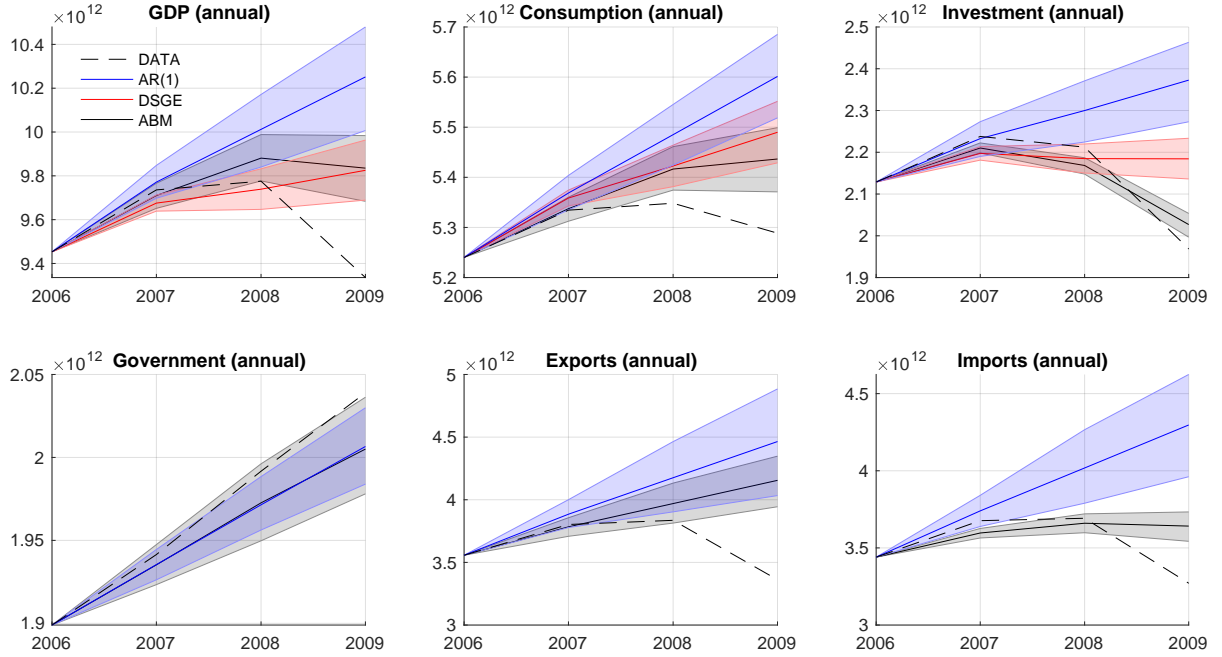 GDP (annual)
×10^12
10.4
10.2
10
9.8
9.6
9.4
2006 2007 2008 2009
DATA
AR(1)
DSGE
ABM
Consumption (annual)
×10^12
5.7
5.6
5.5
5.4
5.3
5.2
2006 2007 2008 2009
Investment (annual)
×10^12
2.5
2.4
2.3
2.2
2.1
2
1.9
2006 2007 2008 2009
Government (annual)
×10^12
2.05
2
1.95
1.9
2006 2007 2008 2009
Exports (annual)
×10^12
5
4.5
4
3.5
3
2006 2007 2008 2009
Imports (annual)
×10^12
4.5
4
3.5
3
2006 2007 2008 2009